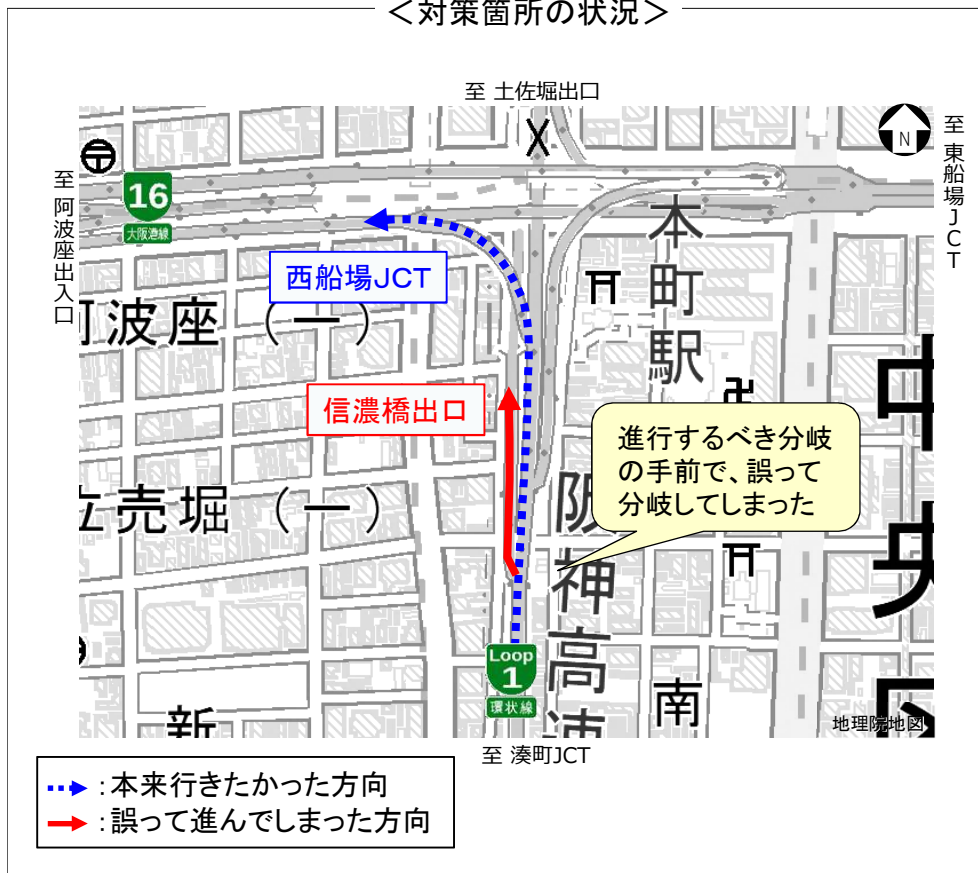 ＜対策箇所の状況＞
至 土佐堀出口
至 東船場JCT
N
至 阿波座出入口
16
大阪港線
西船場JCT
本町駅
波座（一）
信濃橋出口
進行するべき分岐
の手前で、誤って
分岐してしまった
中央
立売堀（一）
阪神高速
Loop
1
環状線
新
南
地理院地図
至 湊町JCT
：本来行きたかった方向
：誤って進んでしまった方向